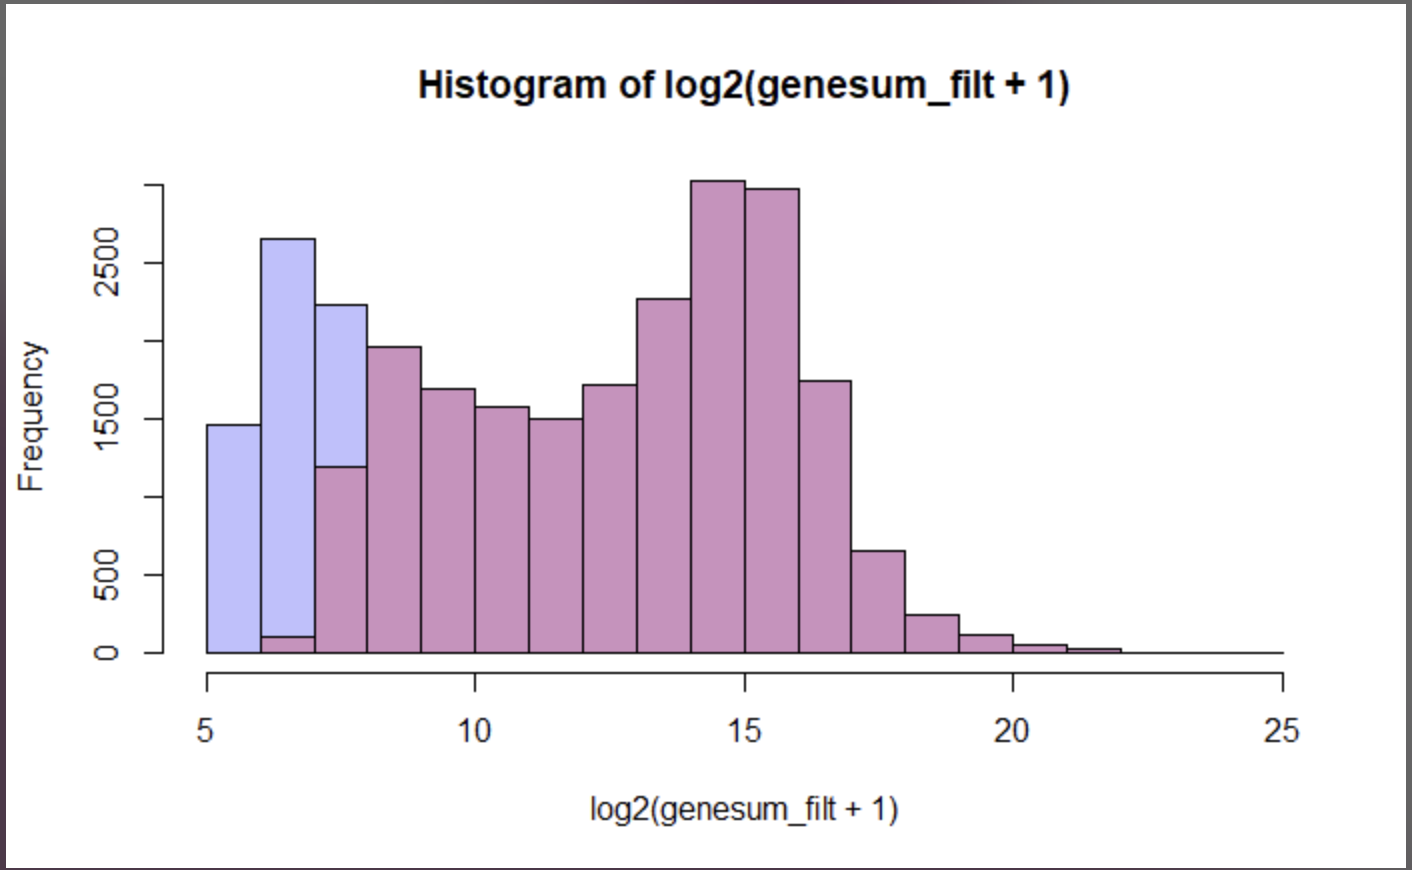 Histogram of log2(genesum_filt + 1)
Frequency
2500
1500
500
0
5 10 15 20 25
log2(genesum_filt + 1)